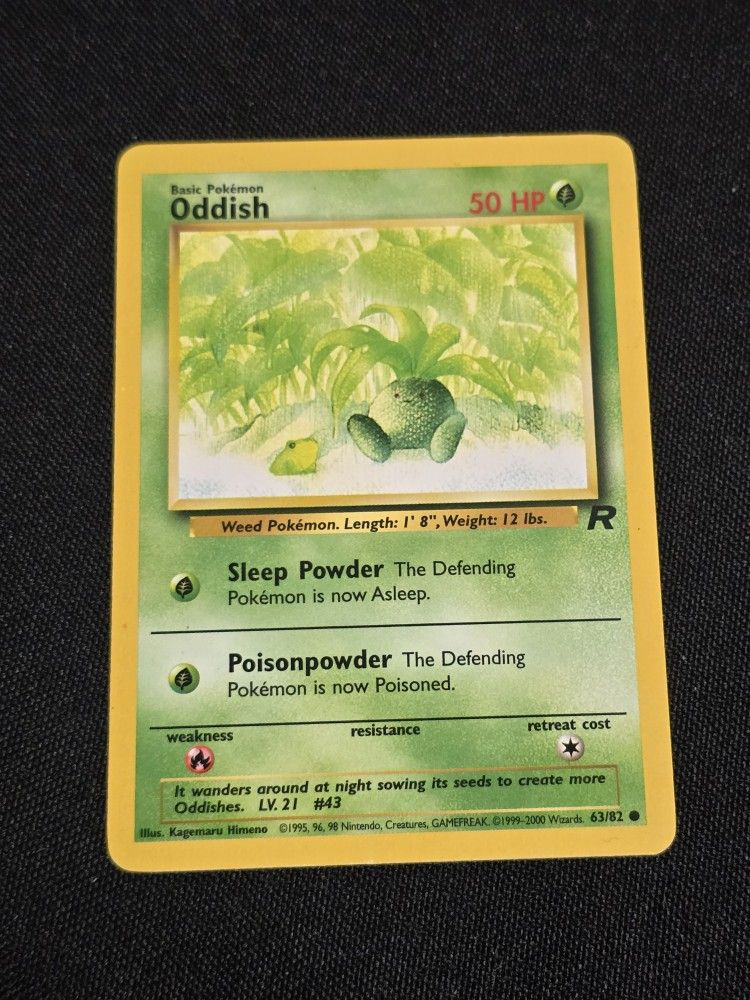 Basic Pokémon
Oddish
50 HP
Weed Pokémon. Length: 1' 8", Weight: 12 lbs.
R
Sleep Powder The Defending
Pokémon is now Asleep.
Poisonpowder The Defending
Pokémon is now Poisoned.
weakness
resistance
retreat cost
It wanders around at night sowing its seeds to create more
Oddishes. LV. 21 #43
Illus. Kagemaru Himeno ©1995, 96, 98 Nintendo, Creatures, GAMEFREAK. ©1999–2000 Wizards. 63/82